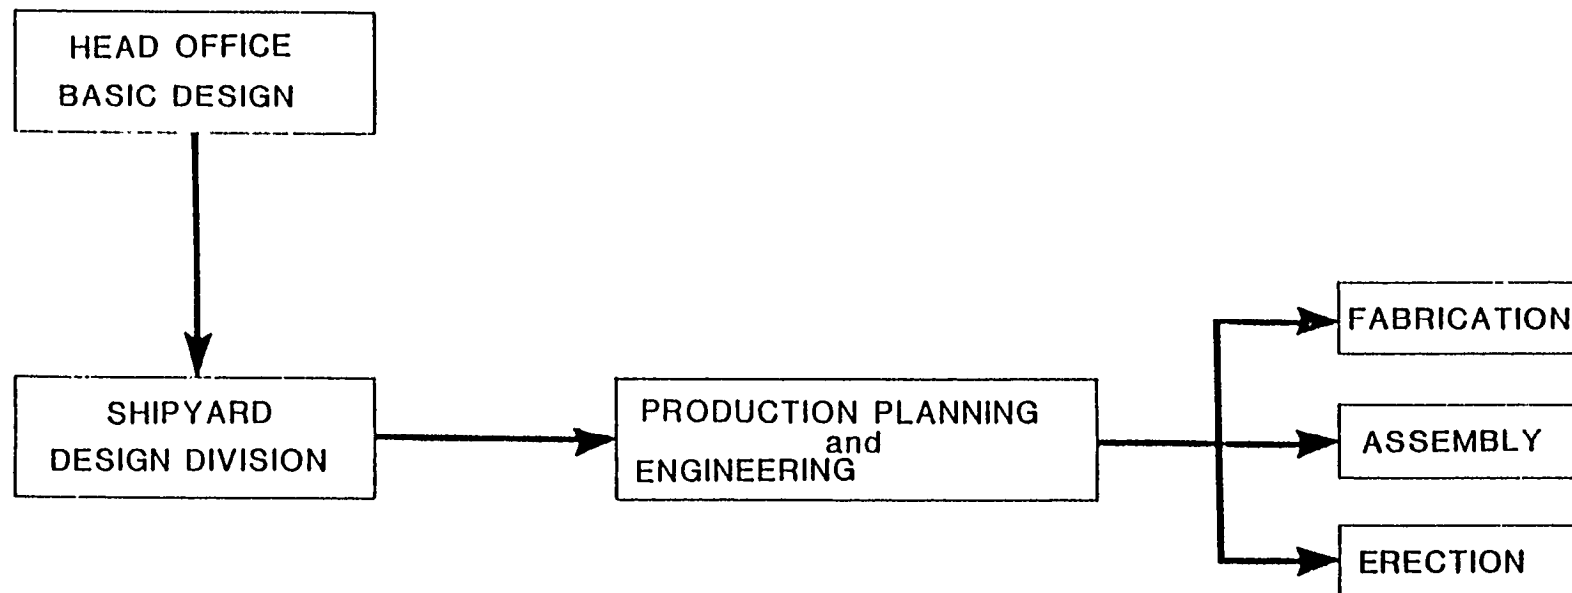 HEAD OFFICE
BASIC DESIGN
SHIPYARD
DESIGN DIVISION
PRODUCTION PLANNING
and
ENGINEERING
FABRICATION
ASSEMBLY
ERECTION